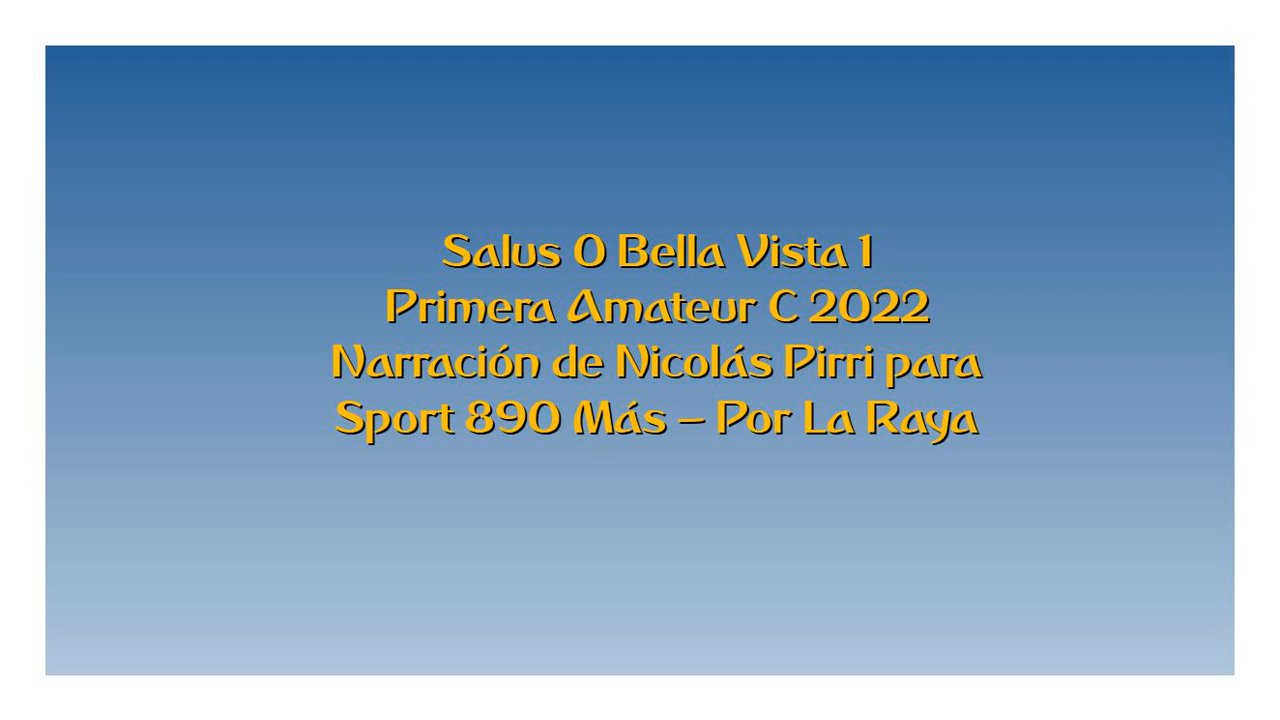 Salus 0 Bella Vista 1
Primera Amateur C 2022
Narración de Nicolás Pirri para
Sport 890 Más – Por La Raya